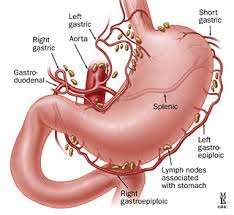 Left
gastric
Short
gastric
Right
gastric
Aorta
Gastro-
duodenal
Splenic
Left
gastro-
epiploic
Lymph nodes
associated
with stomach
Right
gastroepiploic